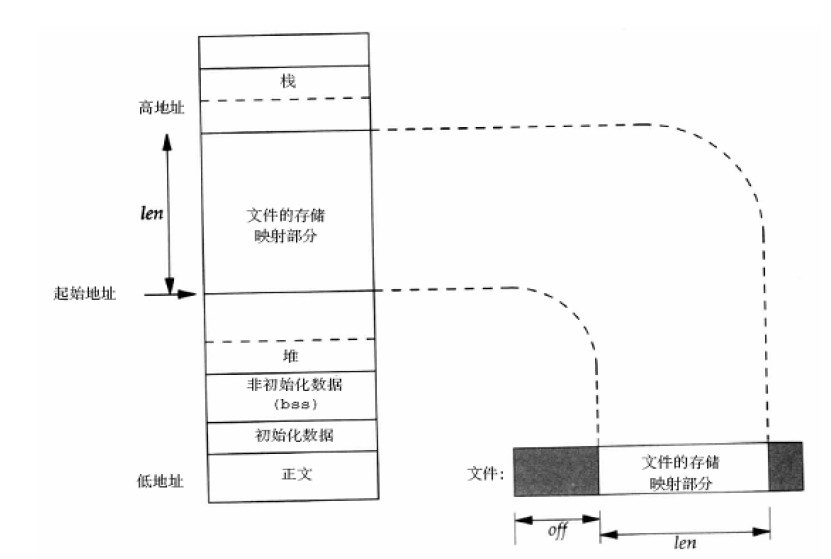 栈
高地址
len
文件的存储
映射部分
起始地址
堆
非初始化数据
(bss)
初始化数据
低地址
正文
文件:
文件的存储
映射部分
off
len